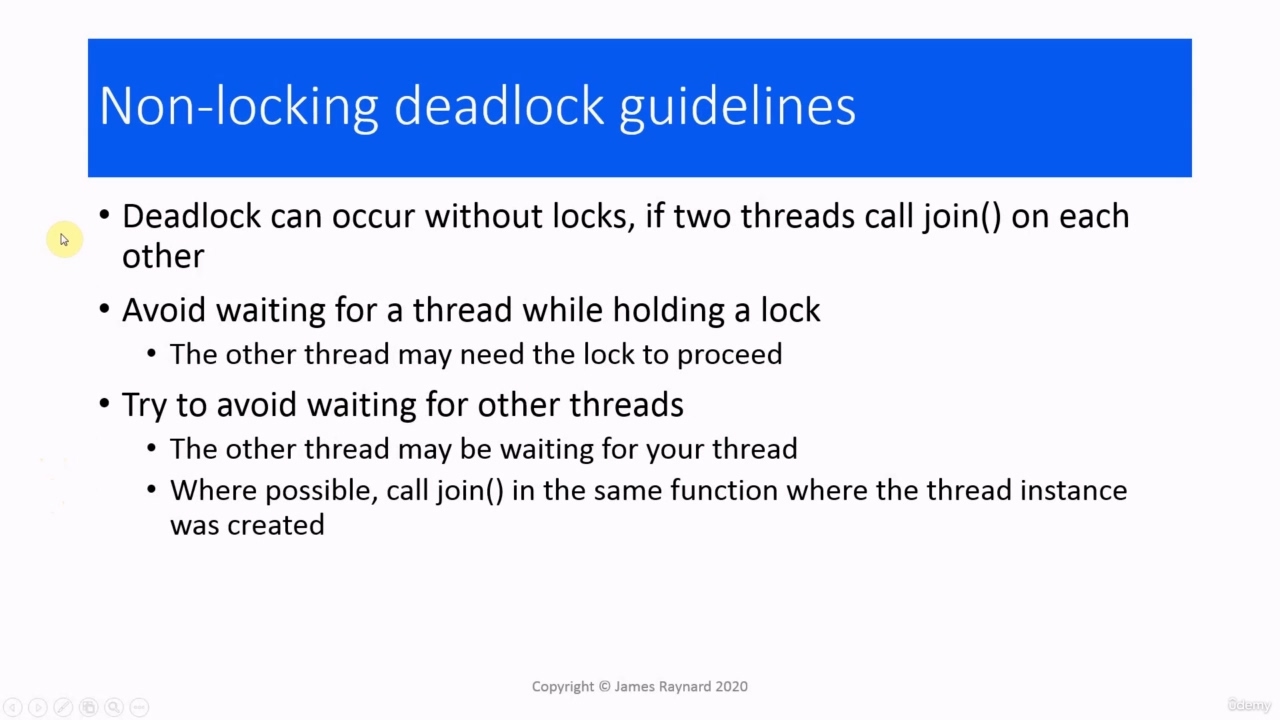 Non-locking deadlock guidelines
• Deadlock can occur without locks, if two threads call join() on each
other
• Avoid waiting for a thread while holding a lock
• The other thread may need the lock to proceed
• Try to avoid waiting for other threads
• The other thread may be waiting for your thread
• Where possible, call join() in the same function where the thread instance
was created
Copyright © James Raynard 2020
ûdemy